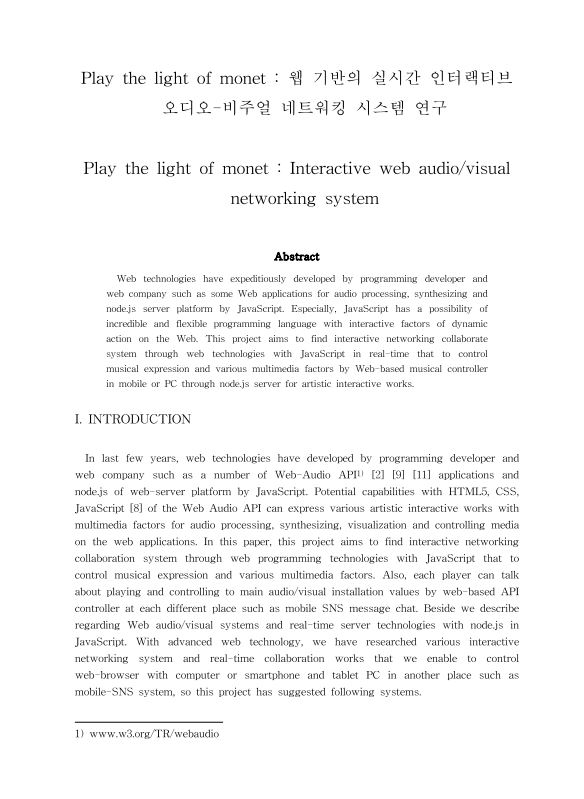 Play the light of monet : 웹 기반의 실시간 인터랙티브
오디오-비주얼 네트워킹 시스템 연구
Play the light of monet : Interactive web audio/visual
networking system
Abstract
Web technologies have expeditiously developed by programming developer and
web company such as some Web applications for audio processing, synthesizing and
node.js server platform by JavaScript. Especially, JavaScript has a possibility of
incredible and flexible programming language with interactive factors of dynamic
action on the Web. This project aims to find interactive networking collaborate
system through web technologies with JavaScript in real-time that to control
musical expression and various multimedia factors by Web-based musical controller
in mobile or PC through node.js server for artistic interactive works.
I. INTRODUCTION
In last few years, web technologies have developed by programming developer and
web company such as a number of Web-Audio API1) [2] [9] [11] applications and
node.js of web-server platform by JavaScript. Potential capabilities with HTML5, CSS,
JavaScript [8] of the Web Audio API can express various artistic interactive works with
multimedia factors for audio processing, synthesizing, visualization and controlling media
on the web applications. In this paper, this project aims to find interactive networking
collaboration system through web programming technologies with JavaScript that to
control musical expression and various multimedia factors. Also, each player can talk
about playing and controlling to main audio/visual installation values by web-based API
controller at each different place such as mobile SNS message chat. Beside we describe
regarding Web audio/visual systems and real-time server technologies with node.js in
JavaScript. With advanced web technology, we have researched various interactive
networking system and real-time collaboration works that we enable to control
web-browser with computer or smartphone and tablet PC in another place such as
mobile-SNS system, so this project has suggested following systems.
1) www.w3.org/TR/webaudio